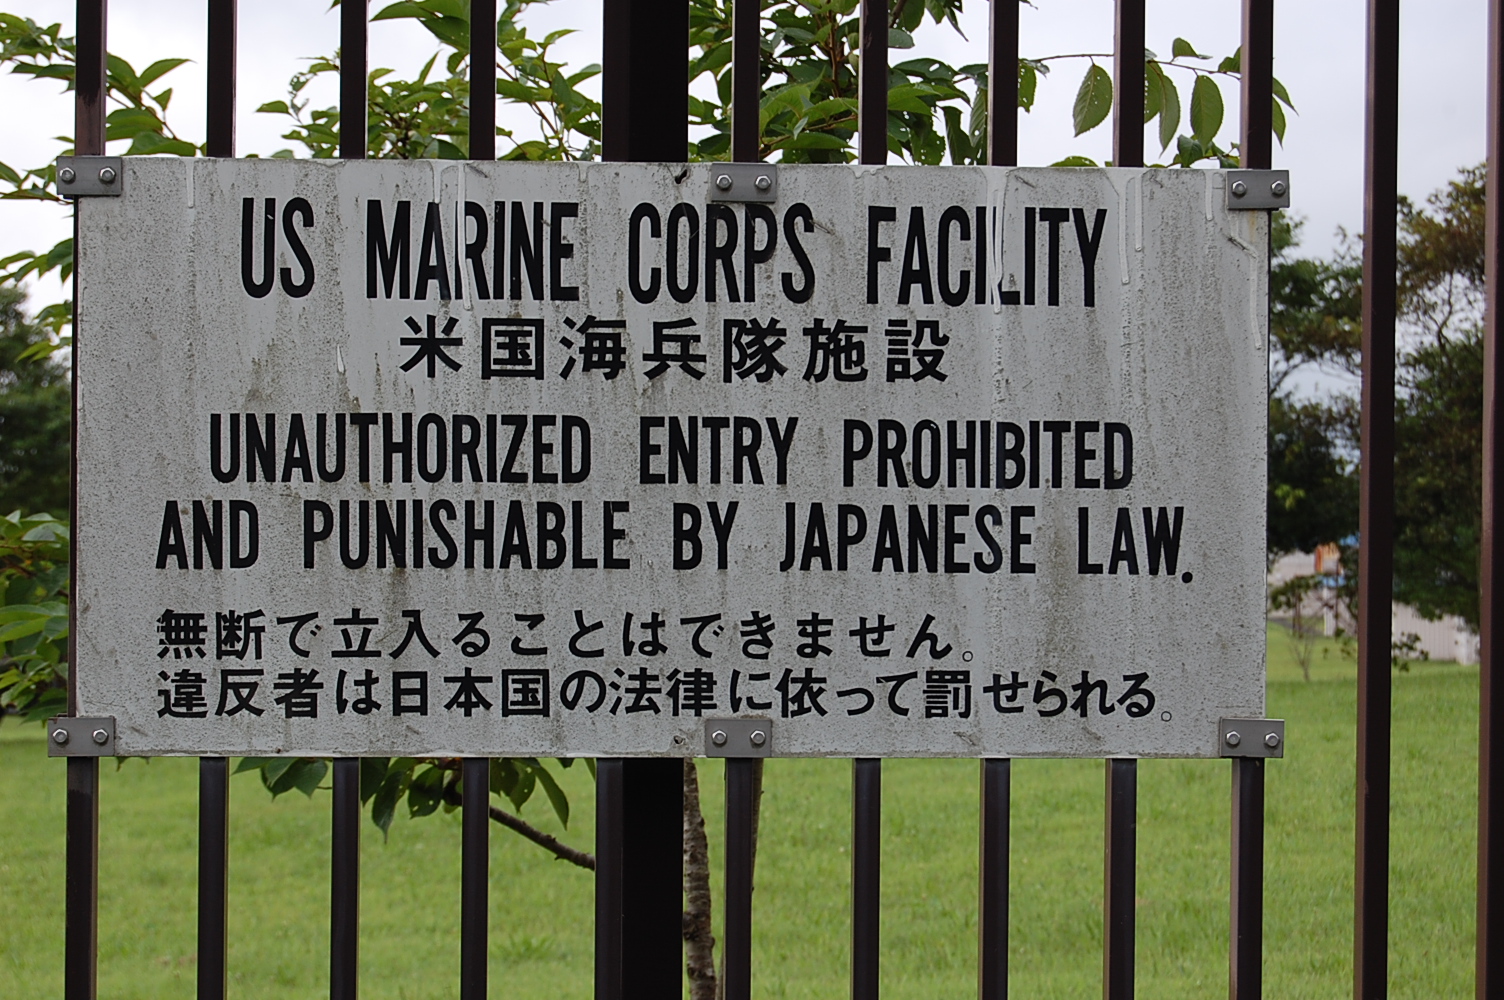 US MARINE CORPS FACILITY
米国海兵隊施設
UNAUTHORIZED ENTRY PROHIBITED
AND PUNISHABLE BY JAPANESE LAW.
無断で立入ることはできません。
違反者は日本国の法律に依って罰せられる。